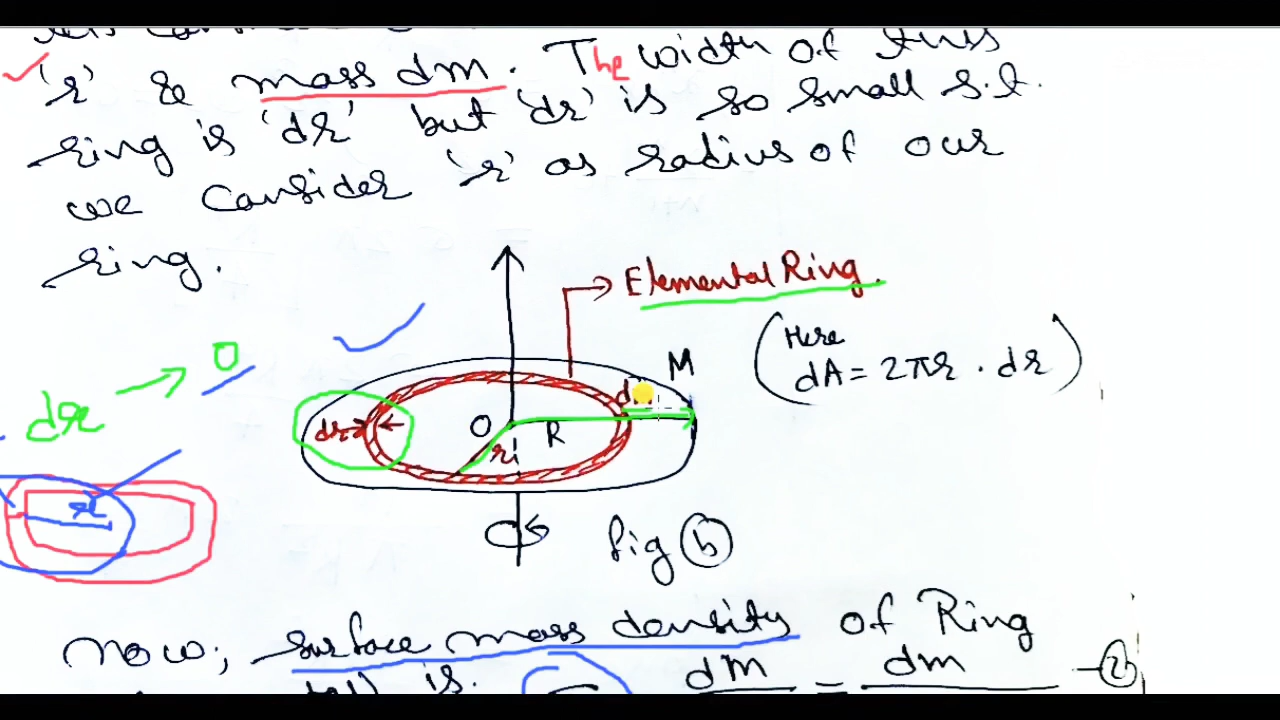 'r' & mass dm. The width of this
ring is 'dr' but 'dr' is so small s.t.
we Consider 'r' as radius of our
ring.
Elemental Ring.
M
(Here
dA = 2πr . dr)
dr → 0
dr
O
R
r
r
fig (b)
Now, surface mass density of Ring
is.
dm = dm —(2)